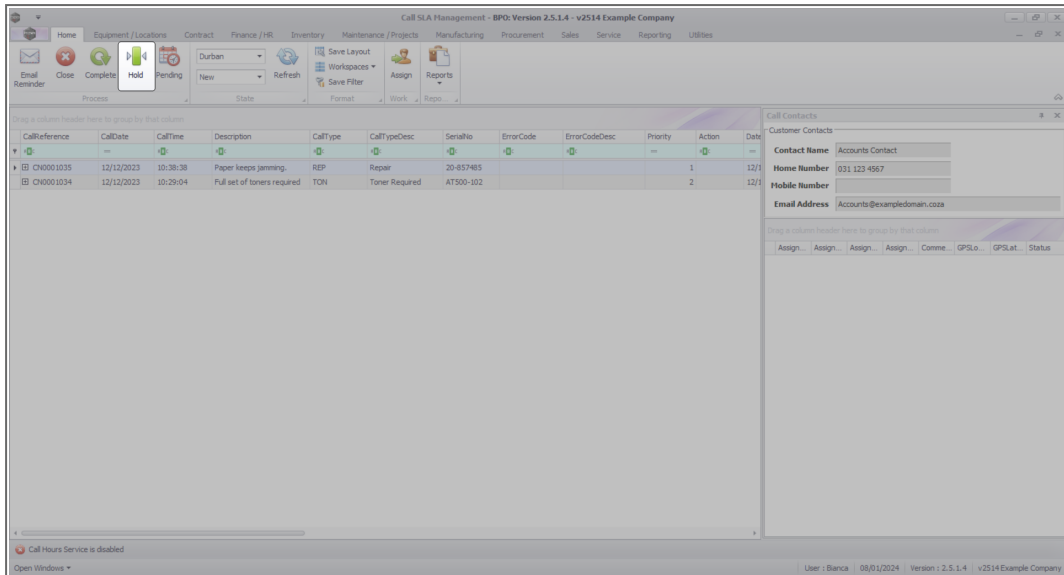 Call SLA Management - BPO: Version 2.5.1.4 - v2514 Example Company
Home Equipment / Locations Contract Finance / HR Inventory Maintenance / Projects Manufacturing Procurement Sales Service Reporting Utilities
Email Reminder Close Complete Hold Pending
Durban
New
Refresh
Save Layout
Workspaces
Save Filter
Assign
Reports
Process State Format Work Repo...
Drag a column header here to group by that column
CallReference CallDate CallTime Description CallType CallTypeDesc SerialNo ErrorCode ErrorCodeDesc Priority Action Date
CN0001035 12/12/2023 10:38:38 Paper keeps jamming. REP Repair 20-857485 1 12/1
CN0001034 12/12/2023 10:29:04 Full set of toners required TON Toner Required AT500-102 2 12/1
Call Contacts
Customer Contacts
Contact Name Accounts Contact
Home Number 031 123 4567
Mobile Number
Email Address Accounts@exampledomain.coza
Drag a column header here to group by that column
Assign... Assign... Assign... Assign... Comme... GPSLo... GPSLat... Status
Call Hours Service is disabled
Open Windows
User : Bianca 08/01/2024 Version : 2.5.1.4 v2514 Example Company